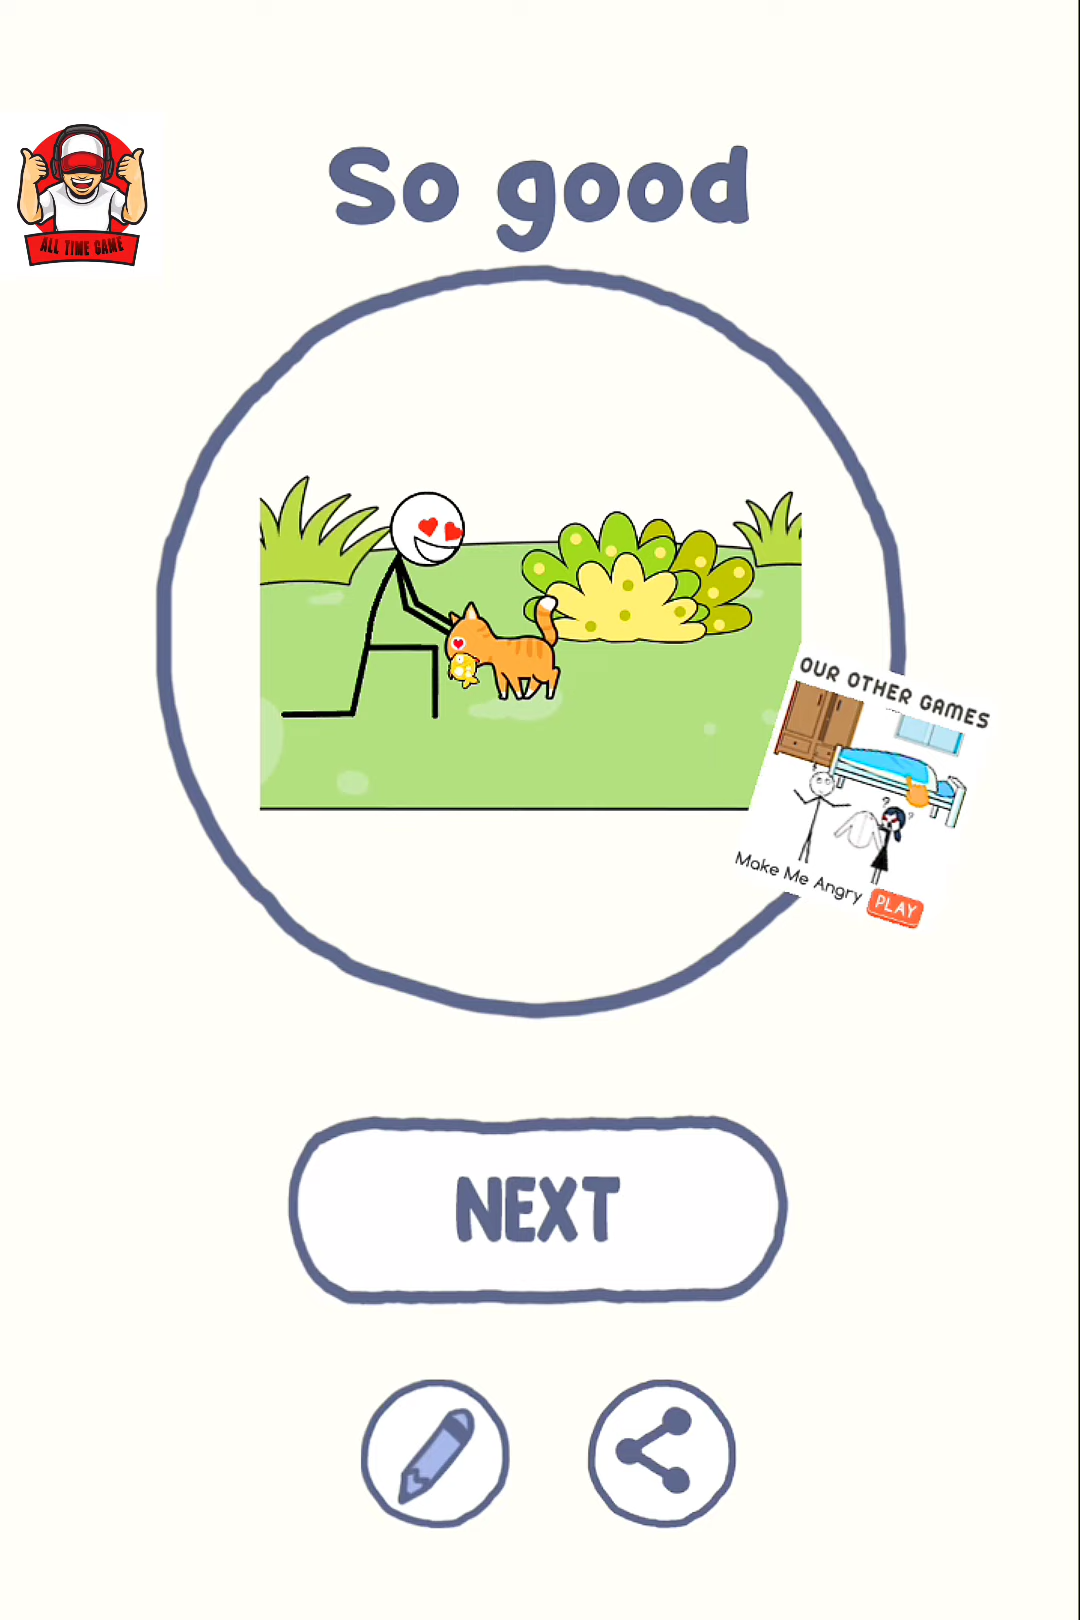 So good
ALL TIME GAME
OUR OTHER GAMES
Make Me Angry
PLAY
NEXT